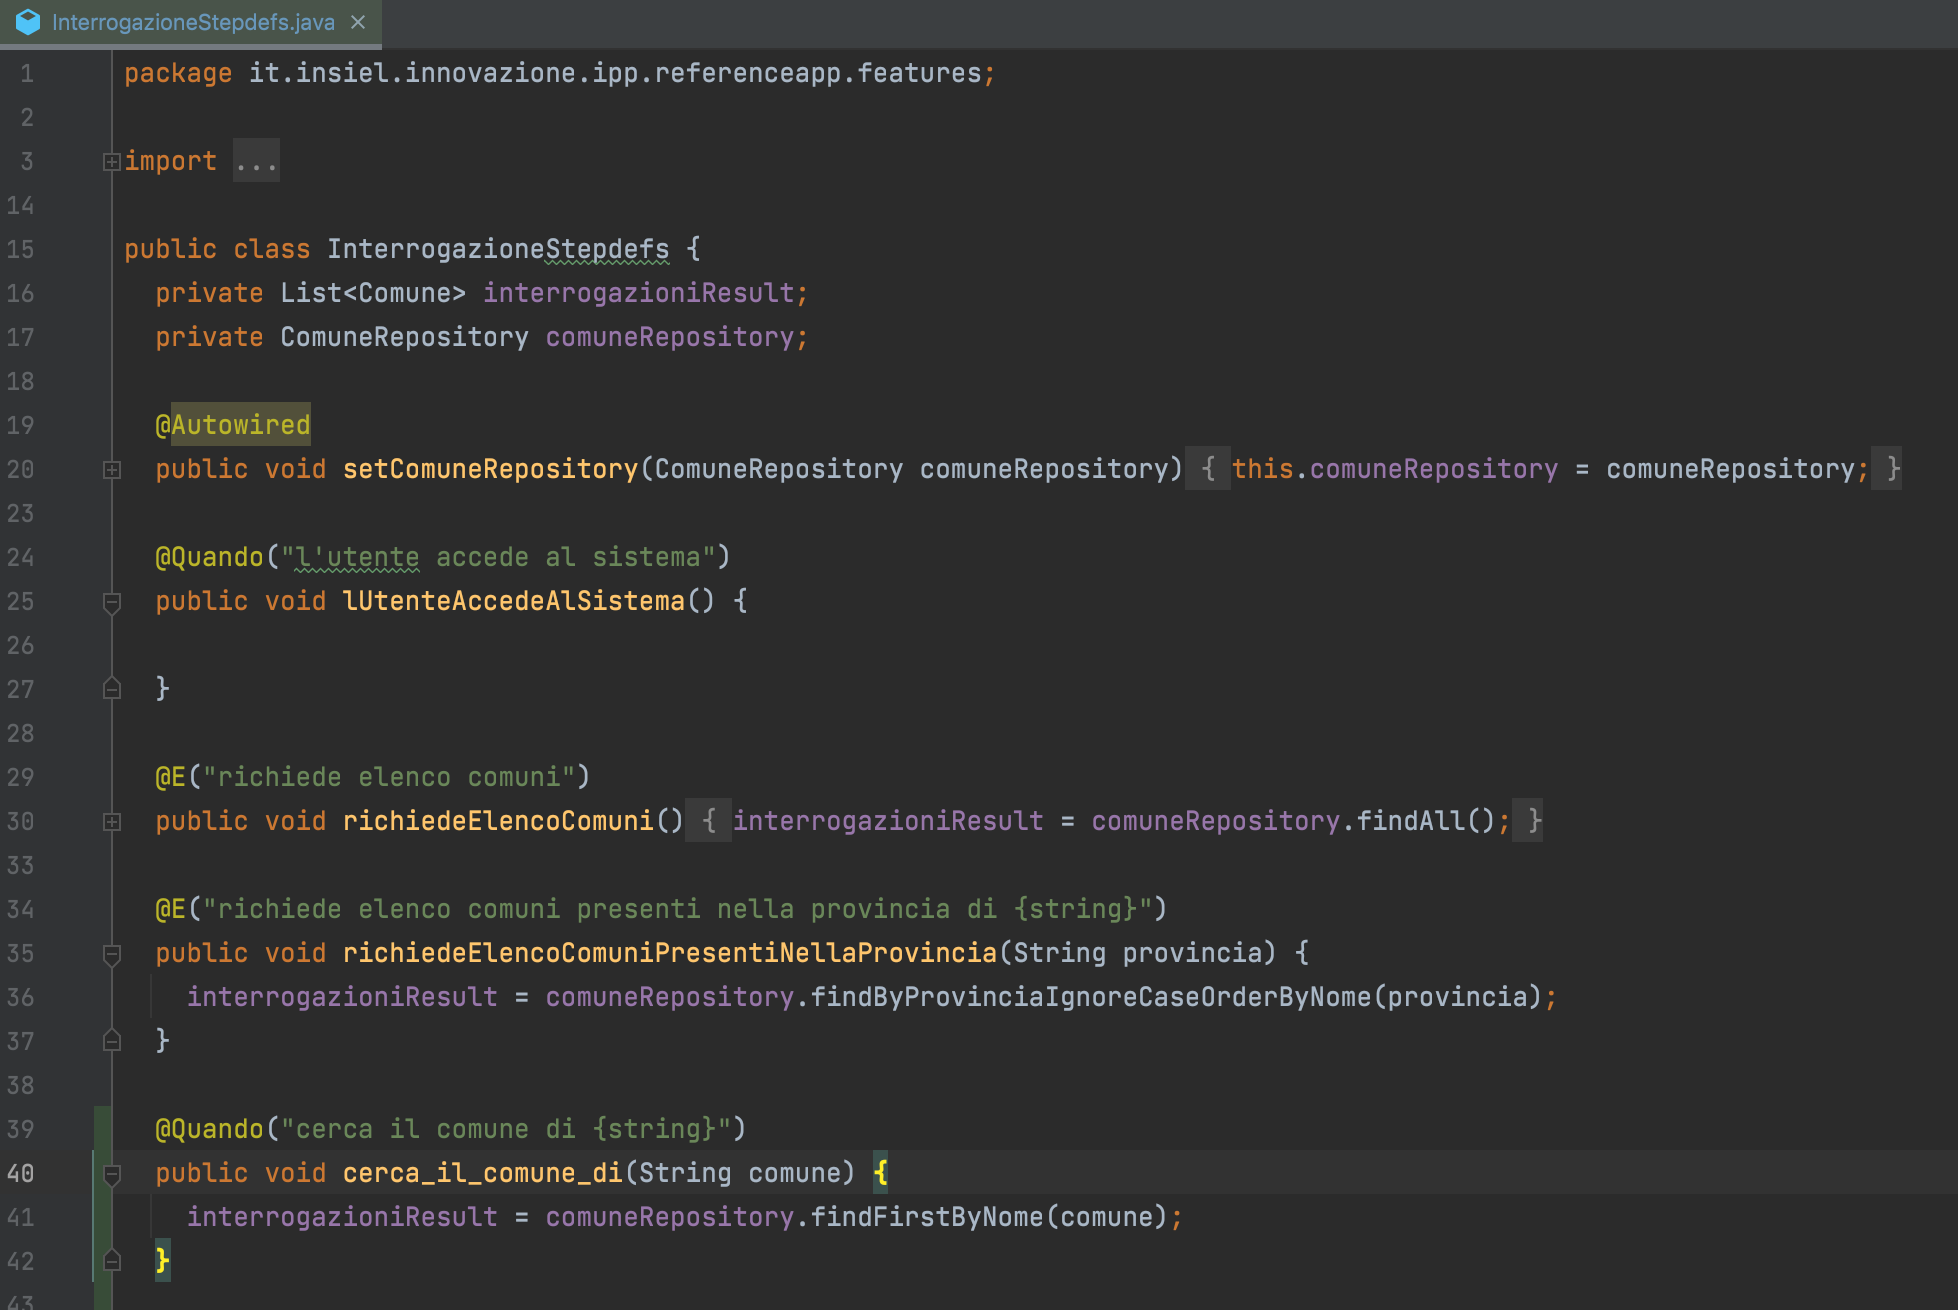 InterrogazioneStepdefs.java
1 package it.insiel.innovazione.ipp.referenceapp.features;
2
3 import ...
14
15 public class InterrogazioneStepdefs {
16 private List<Comune> interrogazioniResult;
17 private ComuneRepository comuneRepository;
18
19 @Autowired
20 public void setComuneRepository(ComuneRepository comuneRepository) { this.comuneRepository = comuneRepository; }
23
24 @Quando("l'utente accede al sistema")
25 public void lUtenteAccedeAlSistema() {
26
27 }
28
29 @E("richiede elenco comuni")
30 public void richiedeElencoComuni() { interrogazioniResult = comuneRepository.findAll(); }
33
34 @E("richiede elenco comuni presenti nella provincia di {string}")
35 public void richiedeElencoComuniPresentiNellaProvincia(String provincia) {
36 interrogazioniResult = comuneRepository.findByProvinciaIgnoreCaseOrderByNome(provincia);
37 }
38
39 @Quando("cerca il comune di {string}")
40 public void cerca_il_comune_di(String comune) {
41 interrogazioniResult = comuneRepository.findFirstByNome(comune);
42 }
43